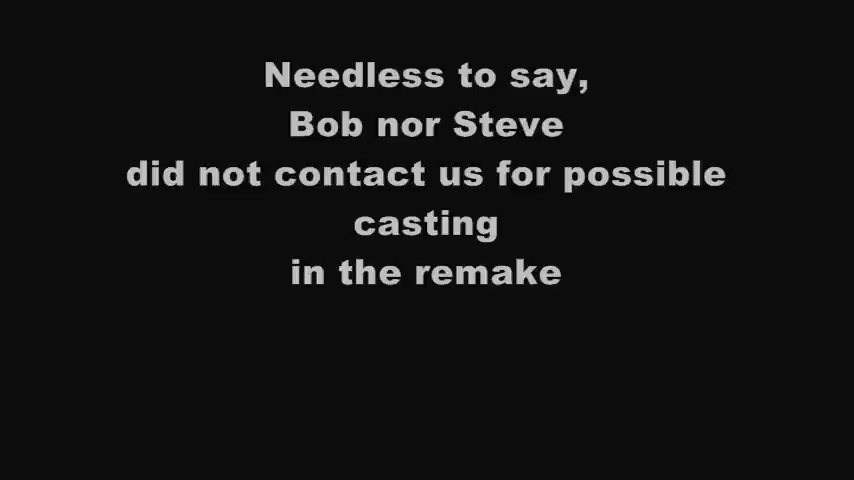 Needless to say,
Bob nor Steve
did not contact us for possible
casting
in the remake